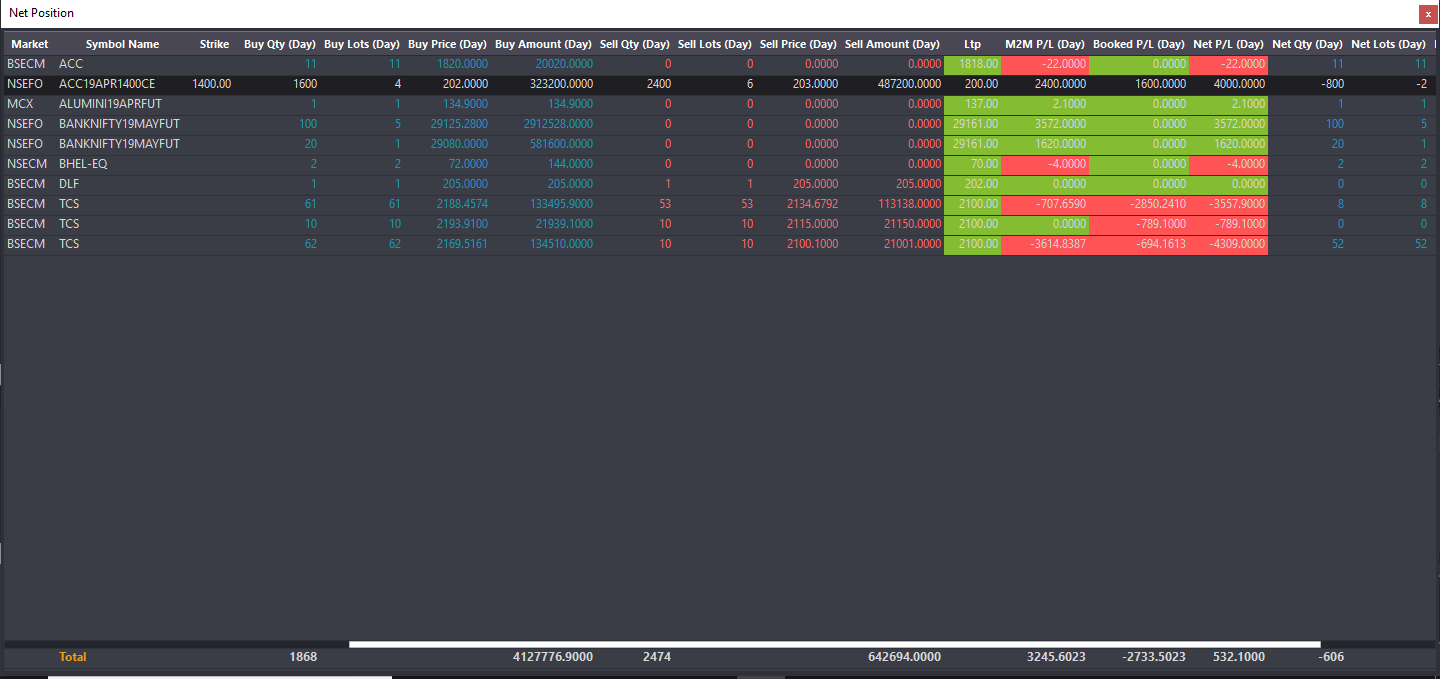 Net Position
x
Market Symbol Name Strike Buy Qty (Day) Buy Lots (Day) Buy Price (Day) Buy Amount (Day) Sell Qty (Day) Sell Lots (Day) Sell Price (Day) Sell Amount (Day) Ltp M2M P/L (Day) Booked P/L (Day) Net P/L (Day) Net Qty (Day) Net Lots (Day)
BSECM ACC 11 11 1820.0000 20020.0000 0 0 0.0000 0.0000 1818.00 -22.0000 0.0000 -22.0000 11 11
NSEFO ACC19APR1400CE 1400.00 1600 4 202.0000 323200.0000 2400 6 203.0000 487200.0000 200.00 2400.0000 1600.0000 4000.0000 -800 -2
MCX ALUMINI19APRFUT 1 1 134.9000 134.9000 0 0 0.0000 0.0000 137.00 2.1000 0.0000 2.1000 1 1
NSEFO BANKNIFTY19MAYFUT 100 5 29125.2800 2912528.0000 0 0 0.0000 0.0000 29161.00 3572.0000 0.0000 3572.0000 100 5
NSEFO BANKNIFTY19MAYFUT 20 1 29080.0000 581600.0000 0 0 0.0000 0.0000 29161.00 1620.0000 0.0000 1620.0000 20 1
NSECM BHEL-EQ 2 2 72.0000 144.0000 0 0 0.0000 0.0000 70.00 -4.0000 0.0000 -4.0000 2 2
BSECM DLF 1 1 205.0000 205.0000 1 1 205.0000 205.0000 202.00 0.0000 0.0000 0.0000 0 0
BSECM TCS 61 61 2188.4574 133495.9000 53 53 2134.6792 113138.0000 2100.00 -707.6590 -2850.2410 -3557.9000 8 8
BSECM TCS 10 10 2193.9100 21939.1000 10 10 2115.0000 21150.0000 2100.00 0.0000 -789.1000 -789.1000 0 0
BSECM TCS 62 62 2169.5161 134510.0000 10 10 2100.1000 21001.0000 2100.00 -3614.8387 -694.1613 -4309.0000 52 52
Total 1868 4127776.9000 2474 642694.0000 3245.6023 -2733.5023 532.1000 -606